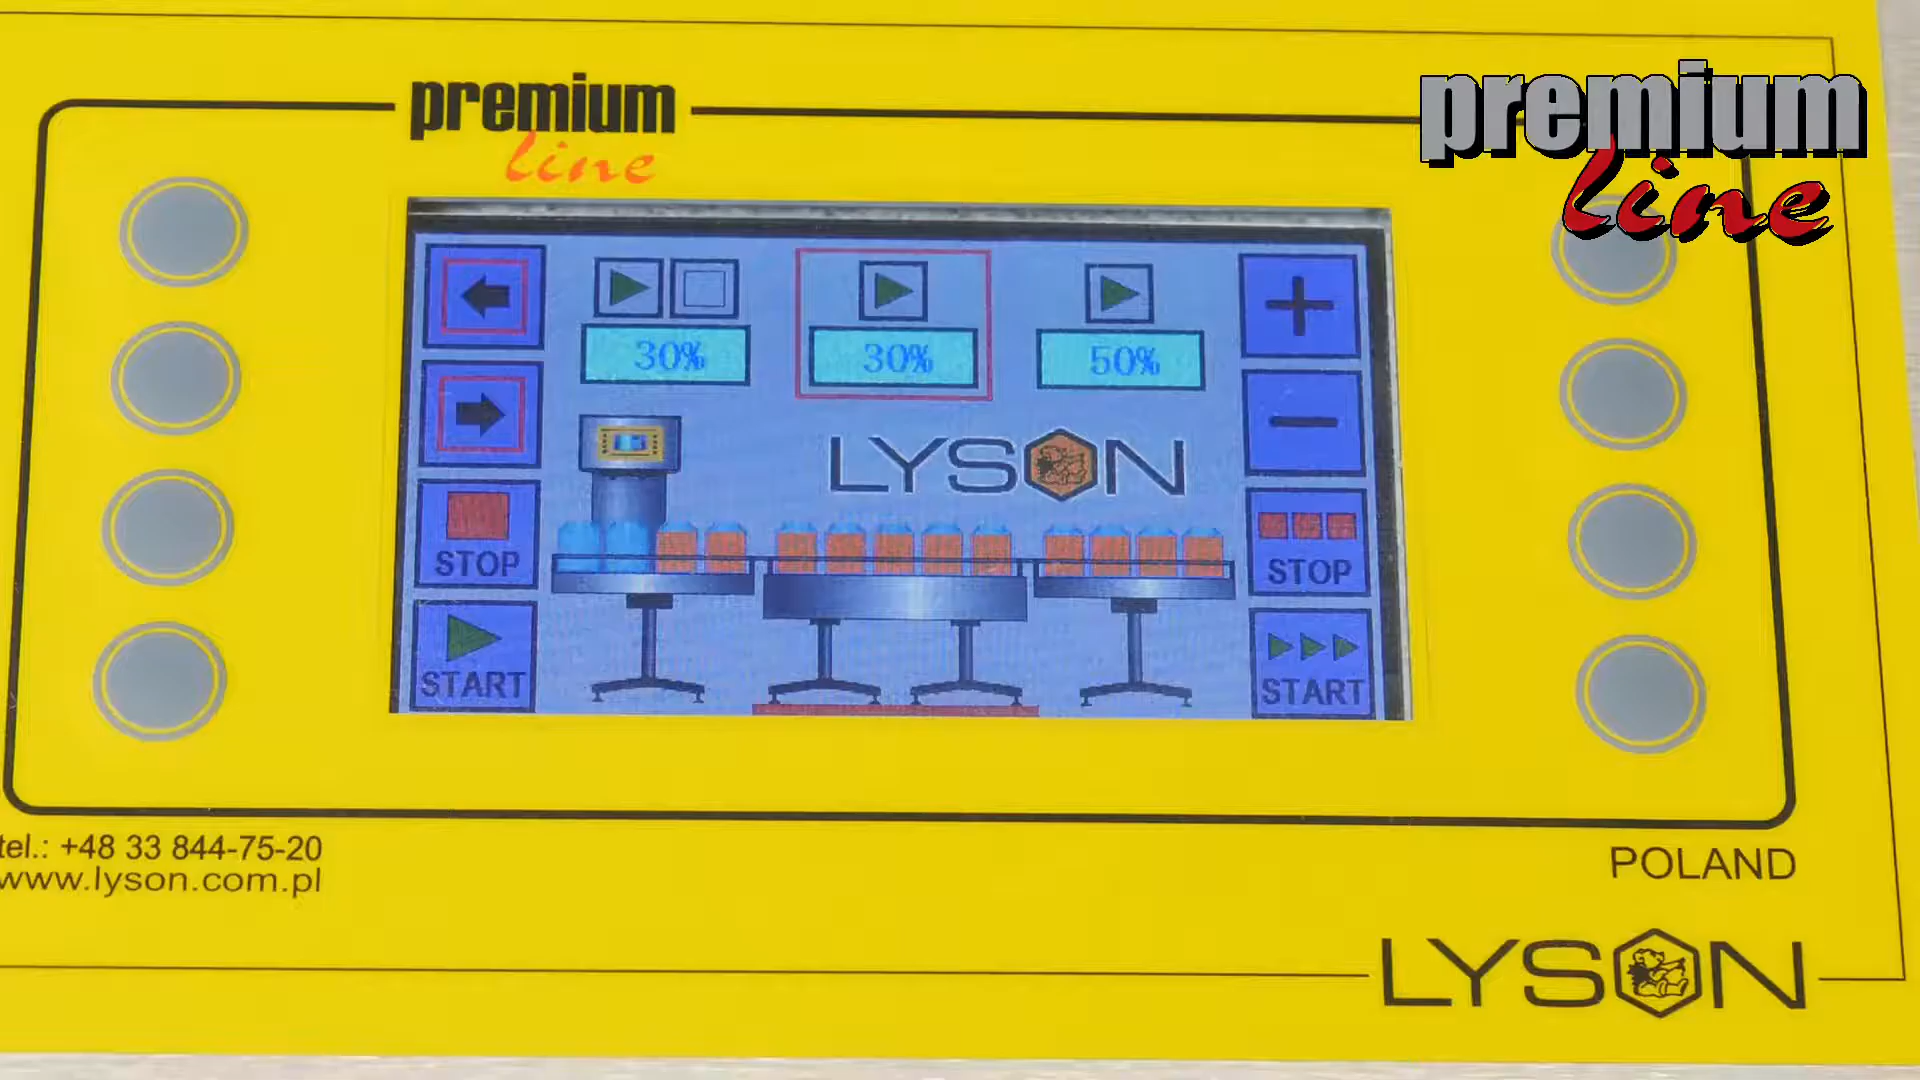 premium
line
premium
line
30%
30%
50%
LYSON
STOP
STOP
START
START
tel.: +48 33 844-75-20
www.lyson.com.pl
POLAND
LYSON